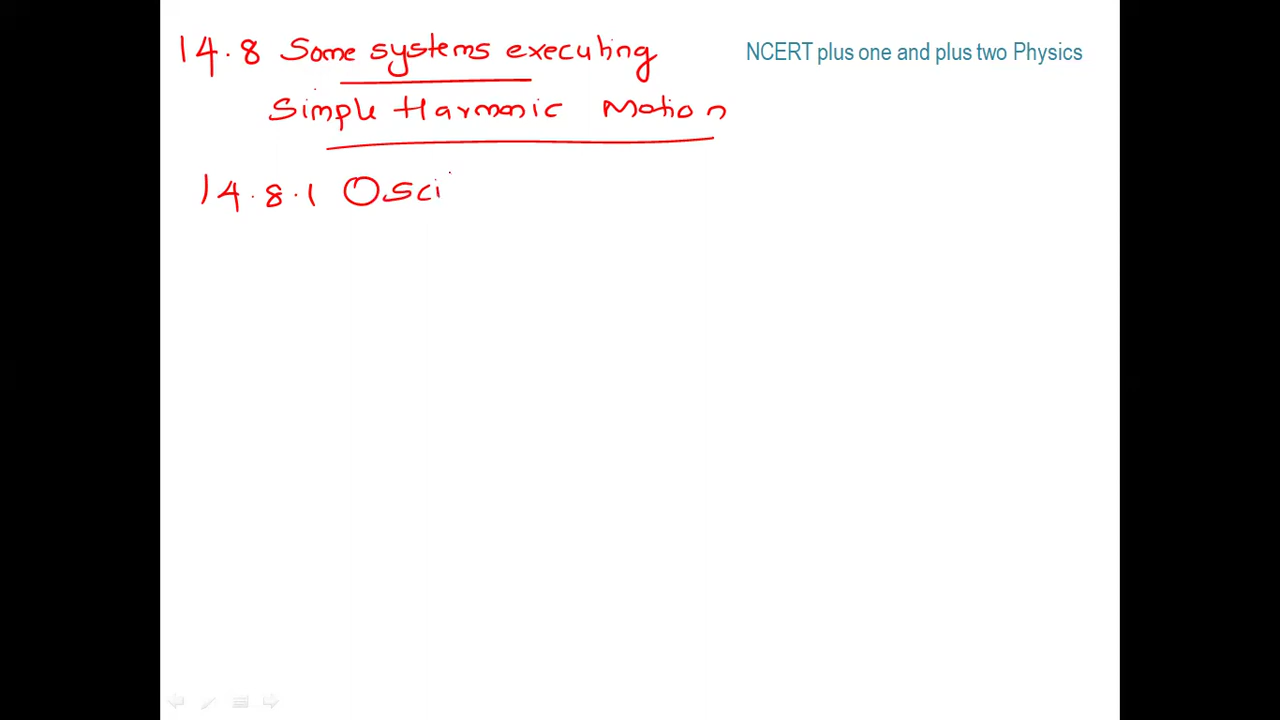 14.8 Some systems executing
NCERT plus one and plus two Physics
Simple Harmonic Motion
14.8.1 Osci